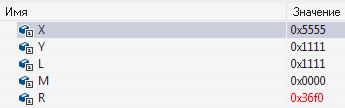 Имя Значение
X 0x5555
Y 0x1111
L 0x1111
M 0x0000
R 0x36f0